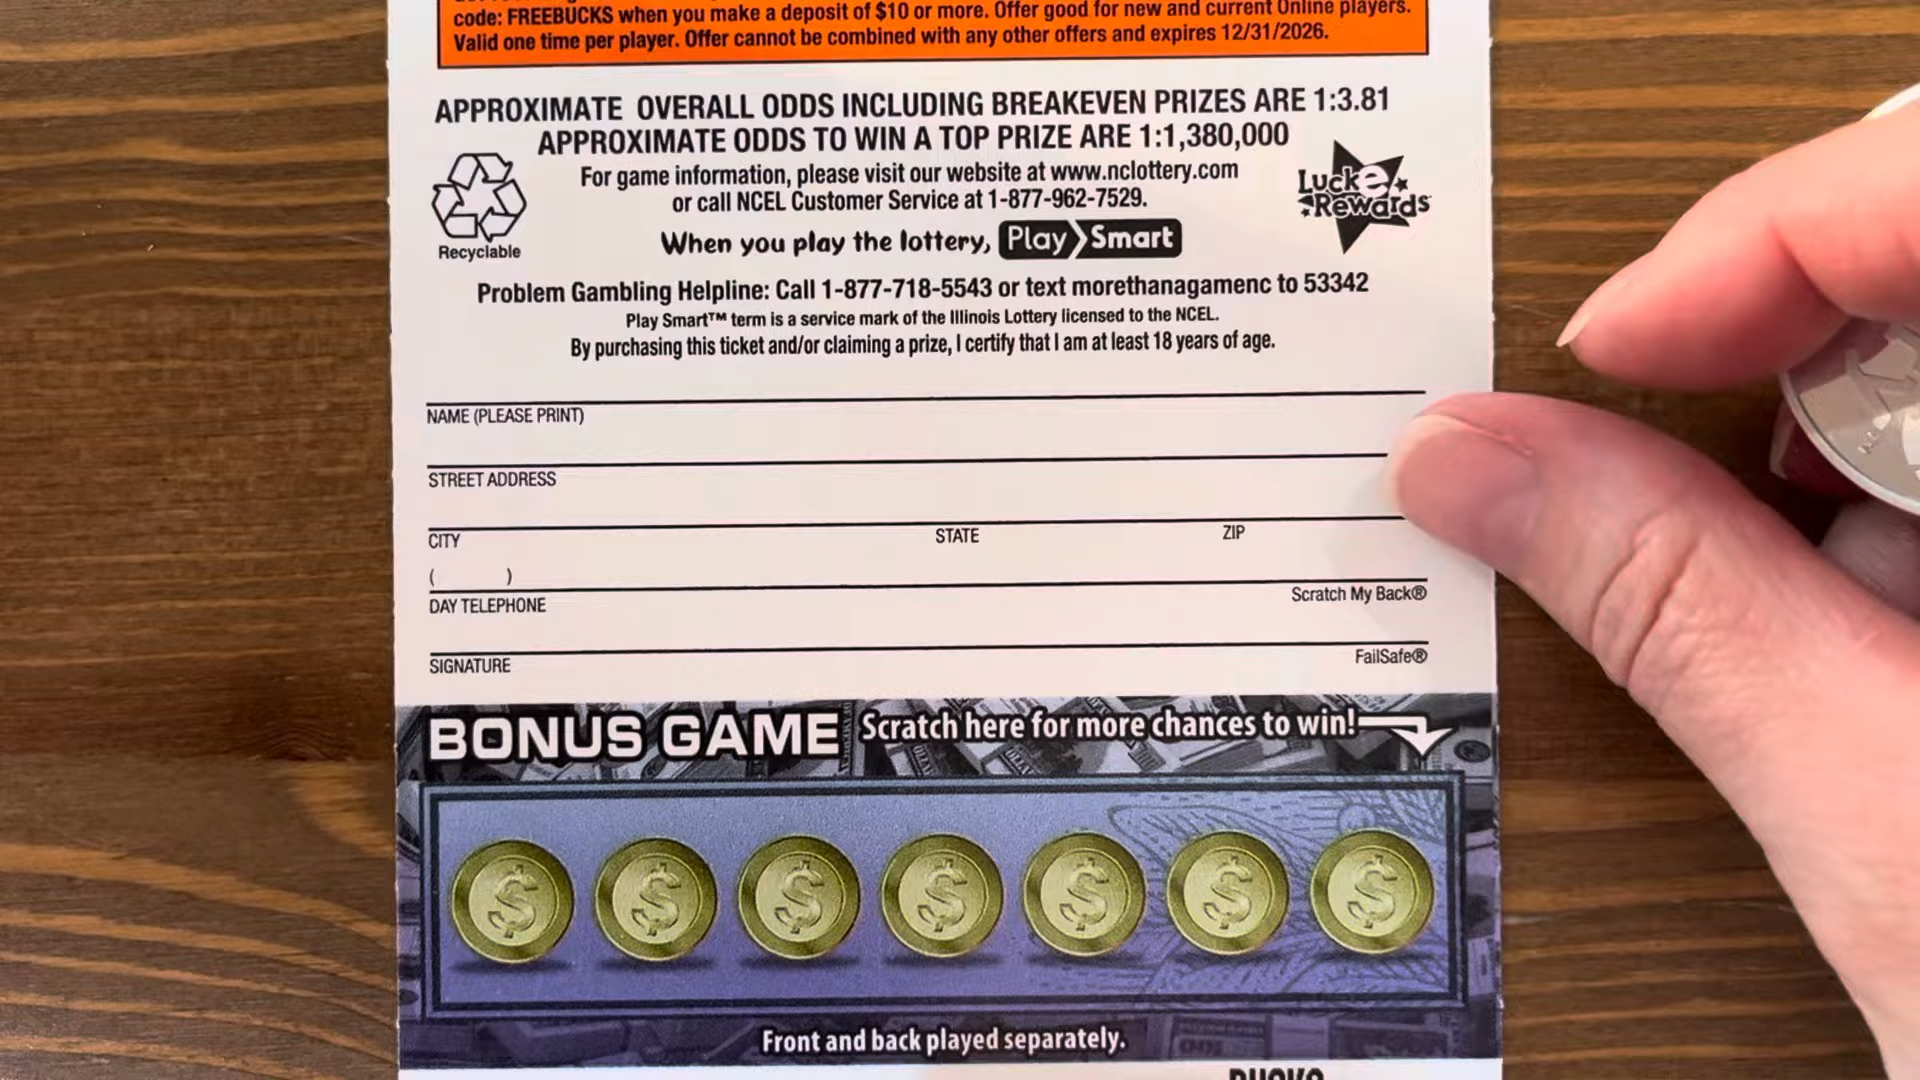 code: FREEBUCKS when you make a deposit of $10 or more. Offer good for new and current Online players.
Valid one time per player. Offer cannot be combined with any other offers and expires 12/31/2026.
APPROXIMATE OVERALL ODDS INCLUDING BREAKEVEN PRIZES ARE 1:3.81
APPROXIMATE ODDS TO WIN A TOP PRIZE ARE 1:1,380,000
For game information, please visit our website at www.nclottery.com
or call NCEL Customer Service at 1-877-962-7529.
Lucke
Rewards
When you play the lottery, Play Smart
Recyclable
Problem Gambling Helpline: Call 1-877-718-5543 or text morethanagamenc to 53342
Play Smart™ term is a service mark of the Illinois Lottery licensed to the NCEL.
By purchasing this ticket and/or claiming a prize, I certify that I am at least 18 years of age.
NAME (PLEASE PRINT)
STREET ADDRESS
CITY STATE ZIP
( )
DAY TELEPHONE Scratch My Back®
SIGNATURE FailSafe®
BONUS GAME Scratch here for more chances to win!
$ $ $ $ $ $ $
Front and back played separately.